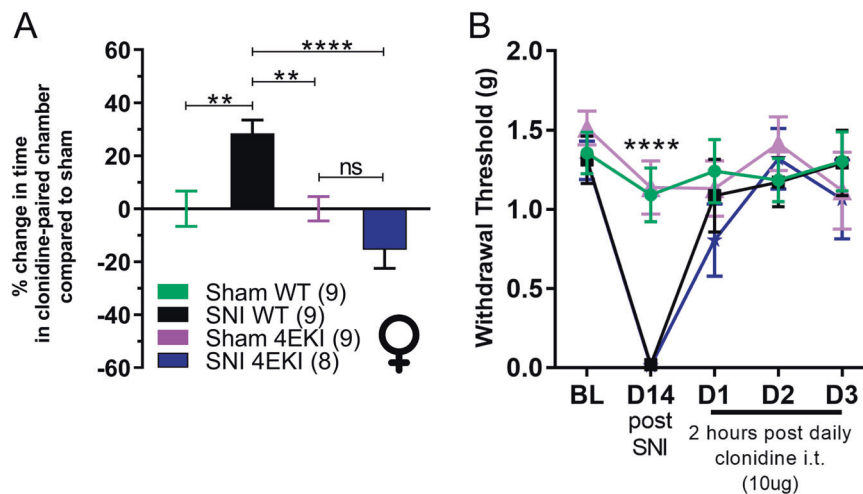 A
% change in time
in clonidine-paired chamber
compared to sham
60
40
20
0
-20
-40
-60
****
**
**
ns
Sham WT (9)
SNI WT (9)
Sham 4EKI (9)
SNI 4EKI (8)
B
Withdrawal Threshold (g)
2.0
1.5
1.0
0.5
0.0
****
BL D14 D1 D2 D3
post
SNI
2 hours post daily
clonidine i.t.
(10ug)